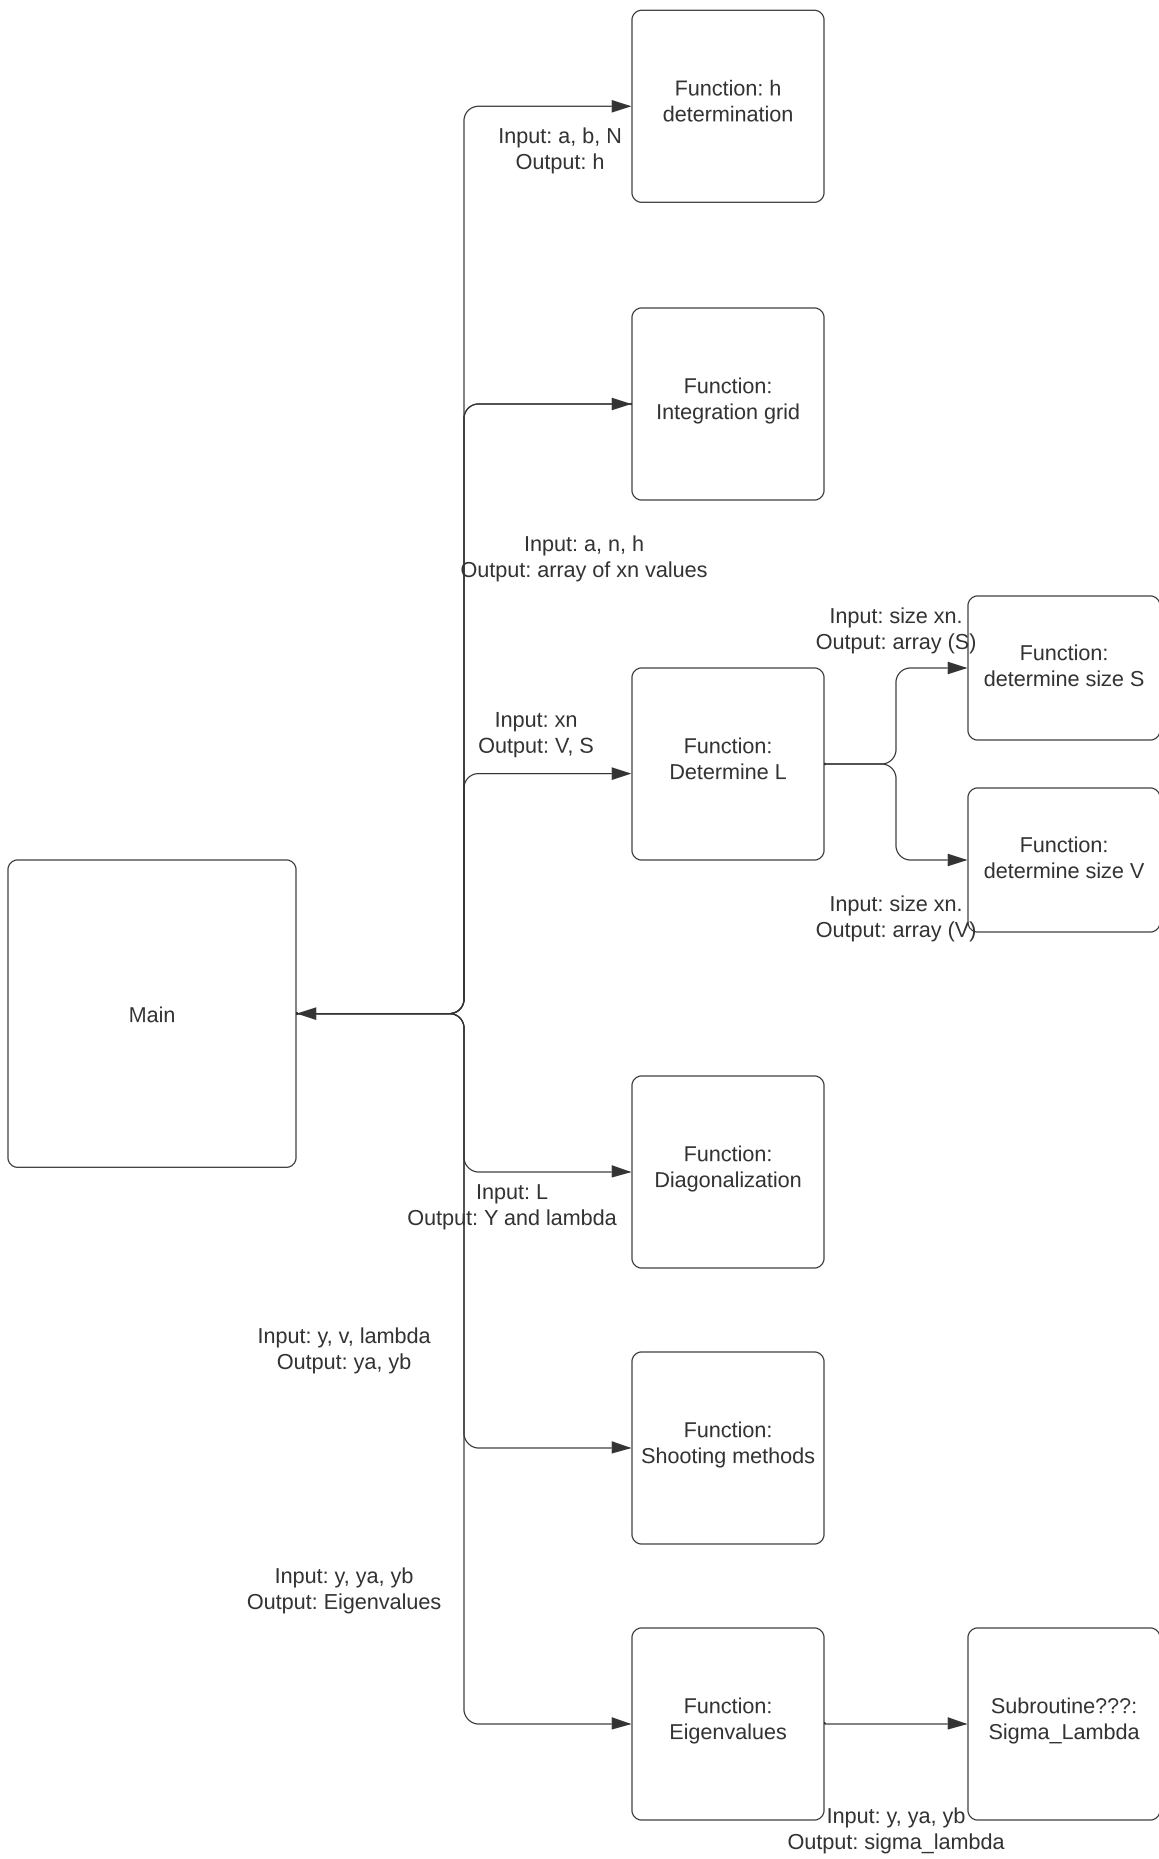 Function: h
determination
Input: a, b, N
Output: h
Function:
Integration grid
Input: a, n, h
Output: array of xn values
Input: size xn.
Output: array (S)
Function:
determine size S
Input: xn
Output: V, S
Function:
Determine L
Function:
determine size V
Input: size xn.
Output: array (V)
Main
Function:
Diagonalization
Input: L
Output: Y and lambda
Input: y, v, lambda
Output: ya, yb
Function:
Shooting methods
Input: y, ya, yb
Output: Eigenvalues
Function:
Eigenvalues
Subroutine???:
Sigma_Lambda
Input: y, ya, yb
Output: sigma_lambda